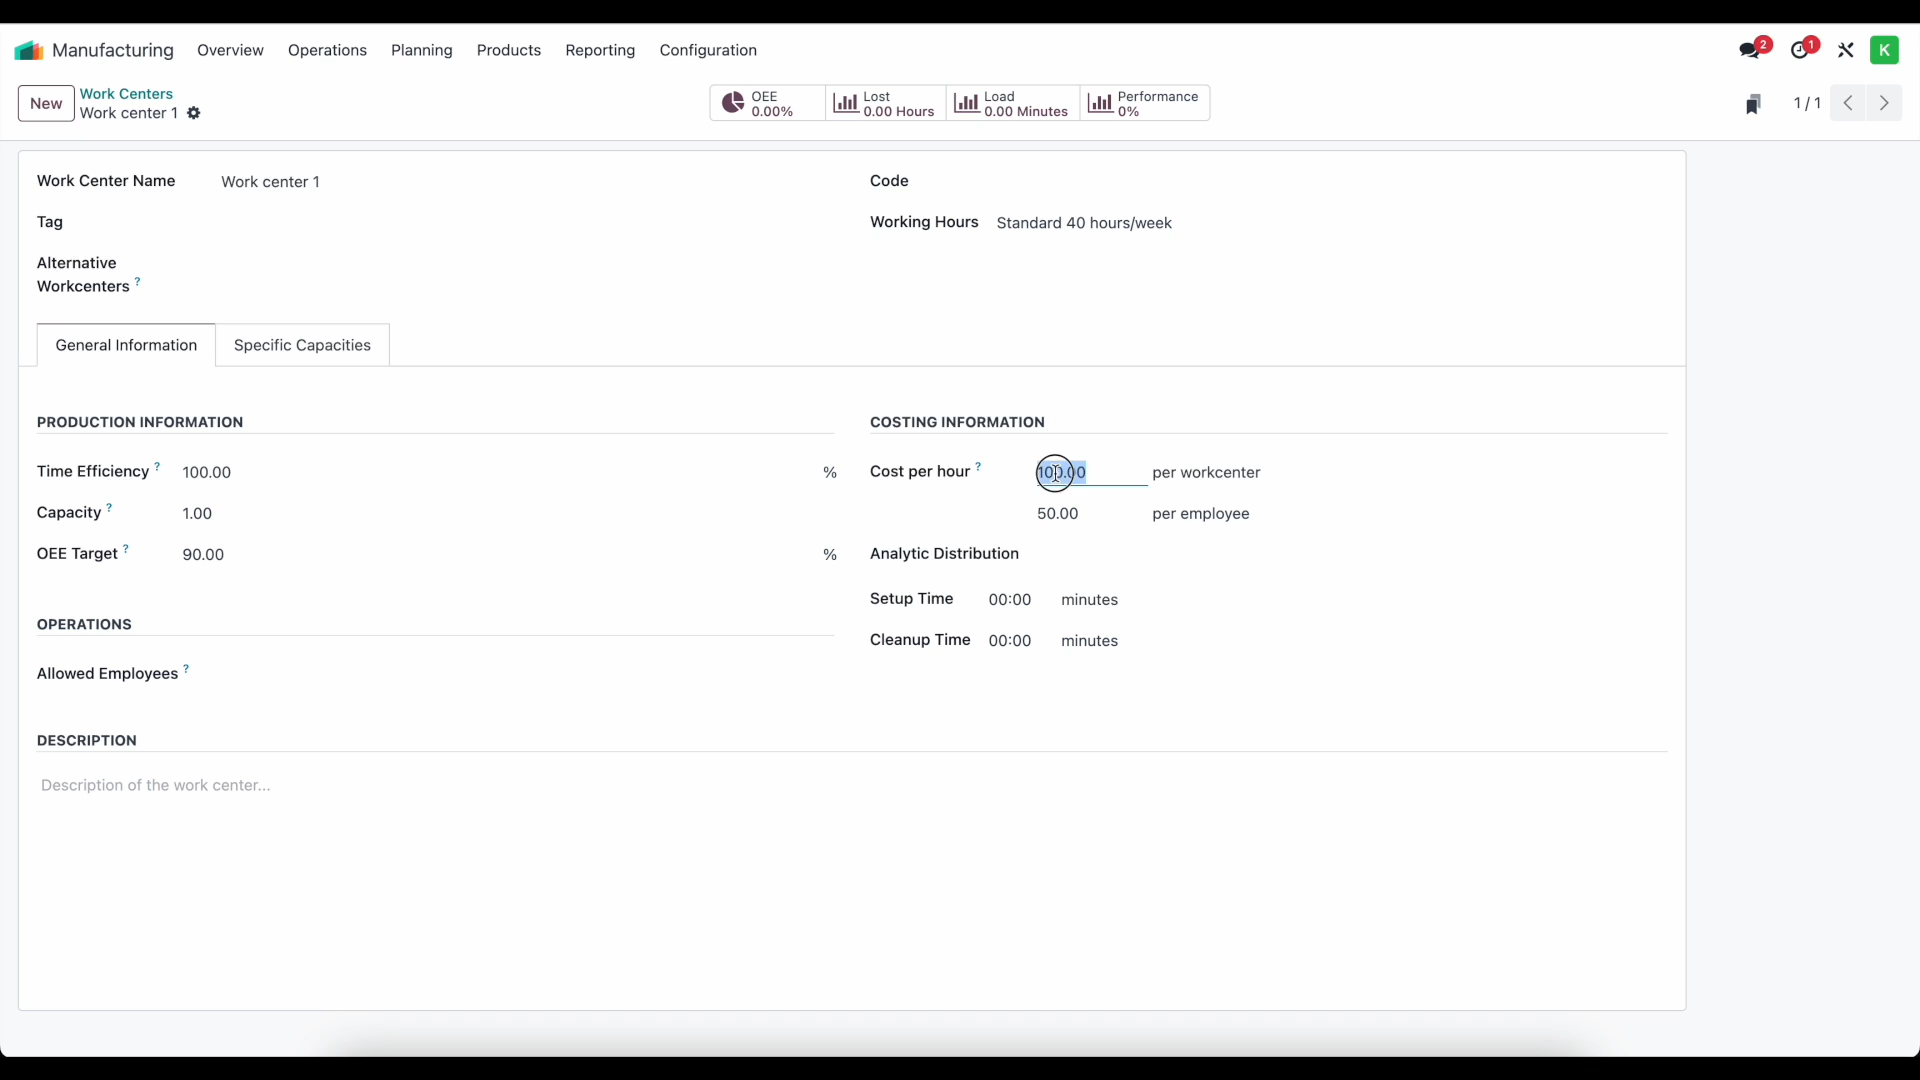 Manufacturing Overview Operations Planning Products Reporting Configuration 2 1 K
New Work Centers OEE Lost Load Performance
Work center 1 0.00% 0.00 Hours 0.00 Minutes 0% 1 / 1
Work Center Name Work center 1 Code
Tag Working Hours Standard 40 hours/week
Alternative
Workcenters ?
General Information Specific Capacities
PRODUCTION INFORMATION COSTING INFORMATION
Time Efficiency ? 100.00 % Cost per hour ? 100.00 per workcenter
Capacity ? 1.00 50.00 per employee
OEE Target ? 90.00 % Analytic Distribution
Setup Time 00:00 minutes
OPERATIONS
Cleanup Time 00:00 minutes
Allowed Employees ?
DESCRIPTION
Description of the work center...